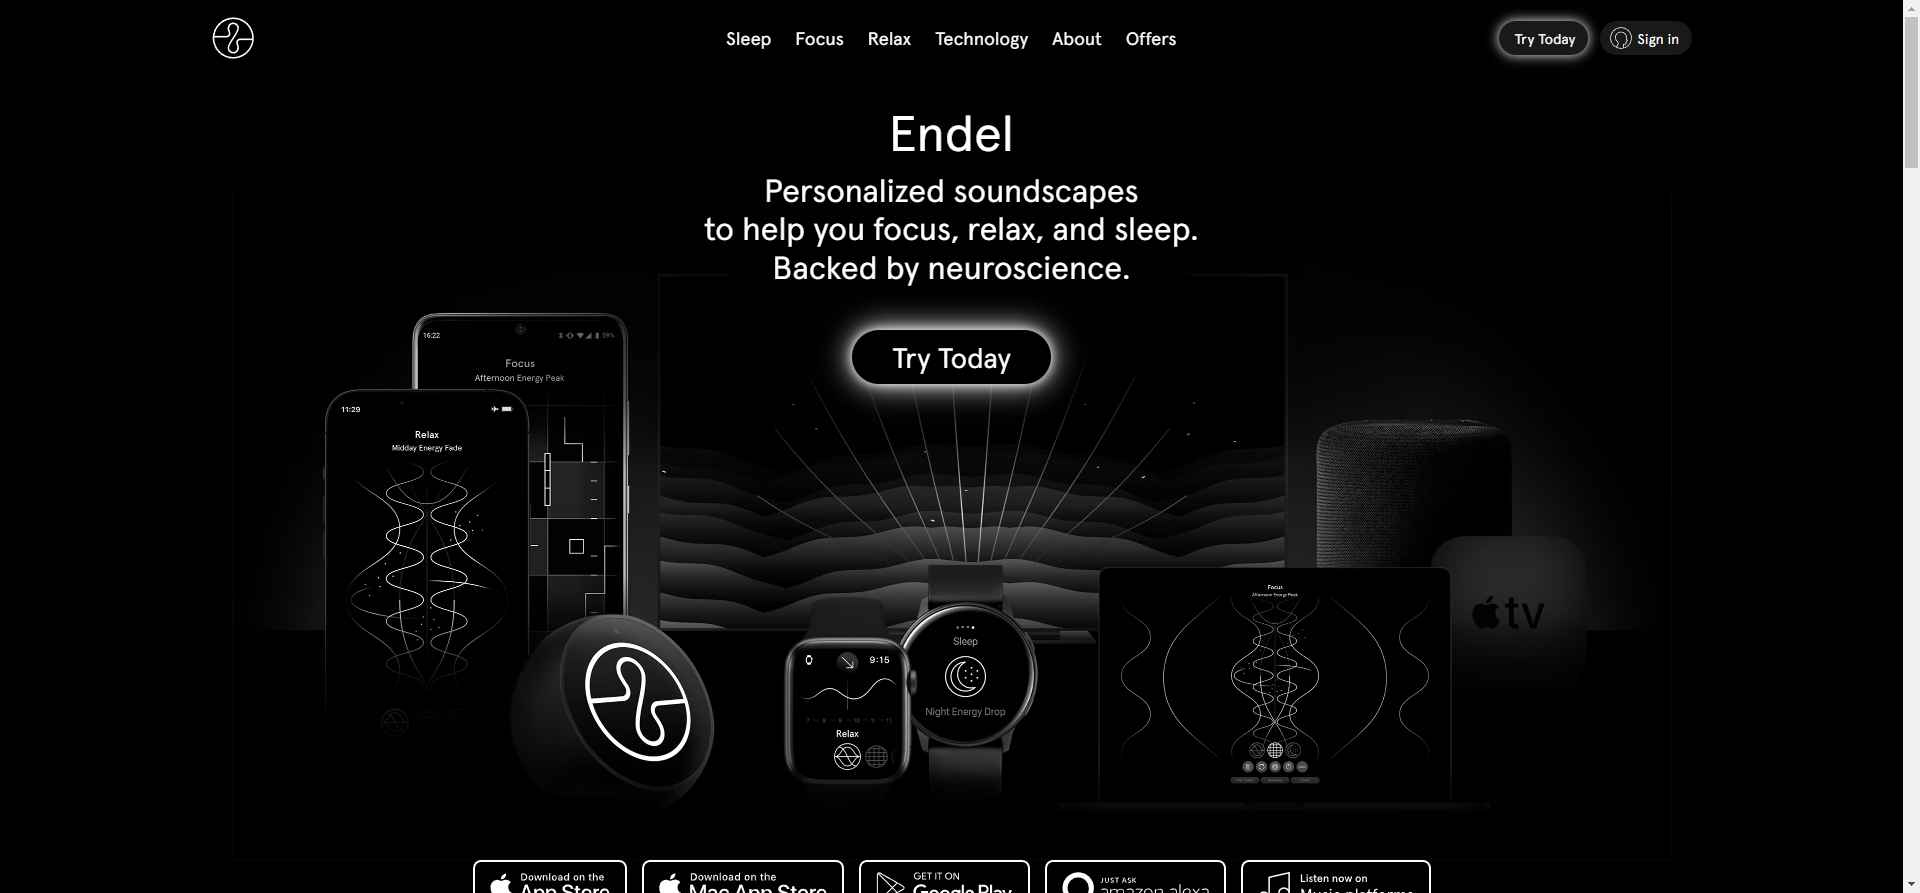 Sleep Focus Relax Technology About Offers
Try Today
Sign in
Endel
Personalized soundscapes
to help you focus, relax, and sleep.
Backed by neuroscience.
Try Today
16:22
Focus
Afternoon Energy Peak
11:29
Relax
Midday Energy Fade
9:15
Relax
Sleep
Night Energy Drop
Focus
Afternoon Energy Peak
tv
Download on the
App Store
Download on the
Mac App Store
GET IT ON
Google Play
JUST ASK
amazon alexa
Listen now on
Music platforms